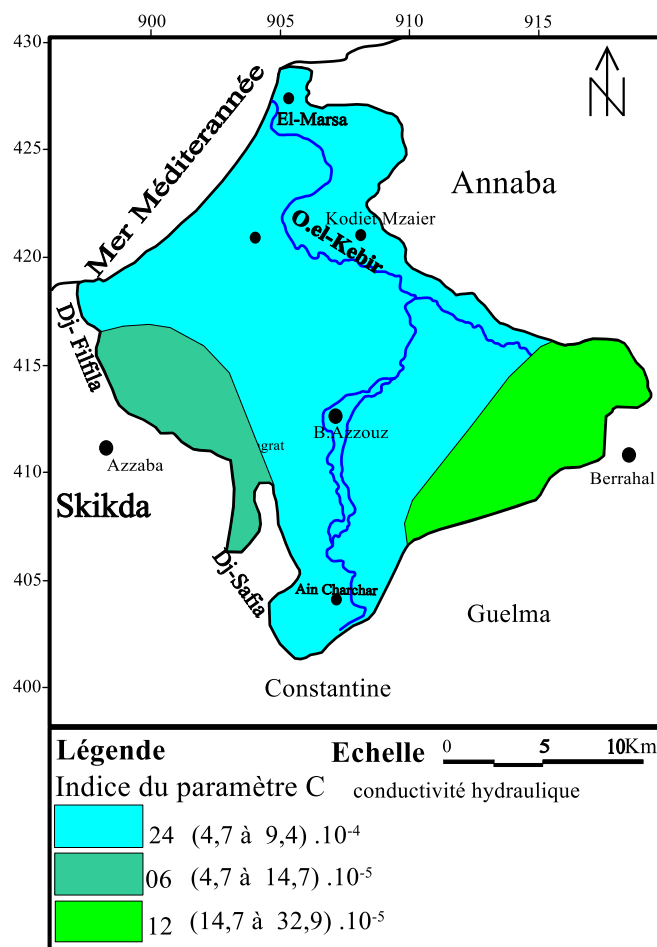 900 905 910 915
430
425
420
415
410
405
400
Mer Méditerannée
El-Marsa
Annaba
Kodiet Mzaier
O.el-Kebir
Dj- Filfila
B.Azzouz
grat
Azzaba
Berrahal
Skikda
Dj-Safia
Ain Charchar
Guelma
Constantine
N
Légende
Echelle 0 5 10Km
Indice du paramètre C conductivité hydraulique
24 (4,7 à 9,4) .10⁻⁴
06 (4,7 à 14,7) .10⁻⁵
12 (14,7 à 32,9) .10⁻⁵